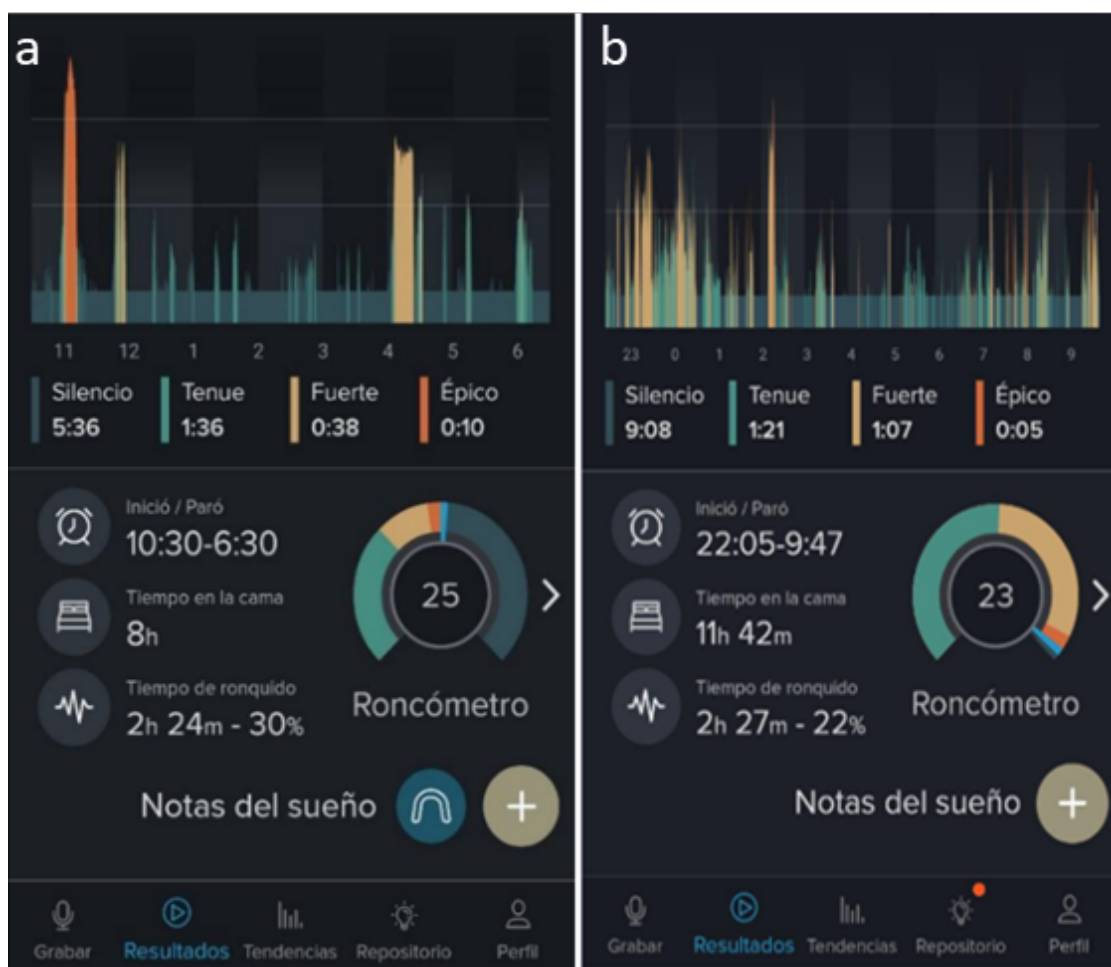 a
11 12 1 2 3 4 5 6
Silencio Tenue Fuerte Épico
5:36 1:36 0:38 0:10
Inició / Paró
10:30-6:30
Tiempo en la cama
8h
Tiempo de ronquido
2h 24m - 30%
25
Roncómetro
Notas del sueño
Grabar Resultados Tendencias Repositorio Perfil
b
23 0 1 2 3 4 5 6 7 8 9
Silencio Tenue Fuerte Épico
9:08 1:21 1:07 0:05
Inició / Paró
22:05-9:47
Tiempo en la cama
11h 42m
Tiempo de ronquido
2h 27m - 22%
23
Roncómetro
Notas del sueño
Grabar Resultados Tendencias Repositorio Perfil